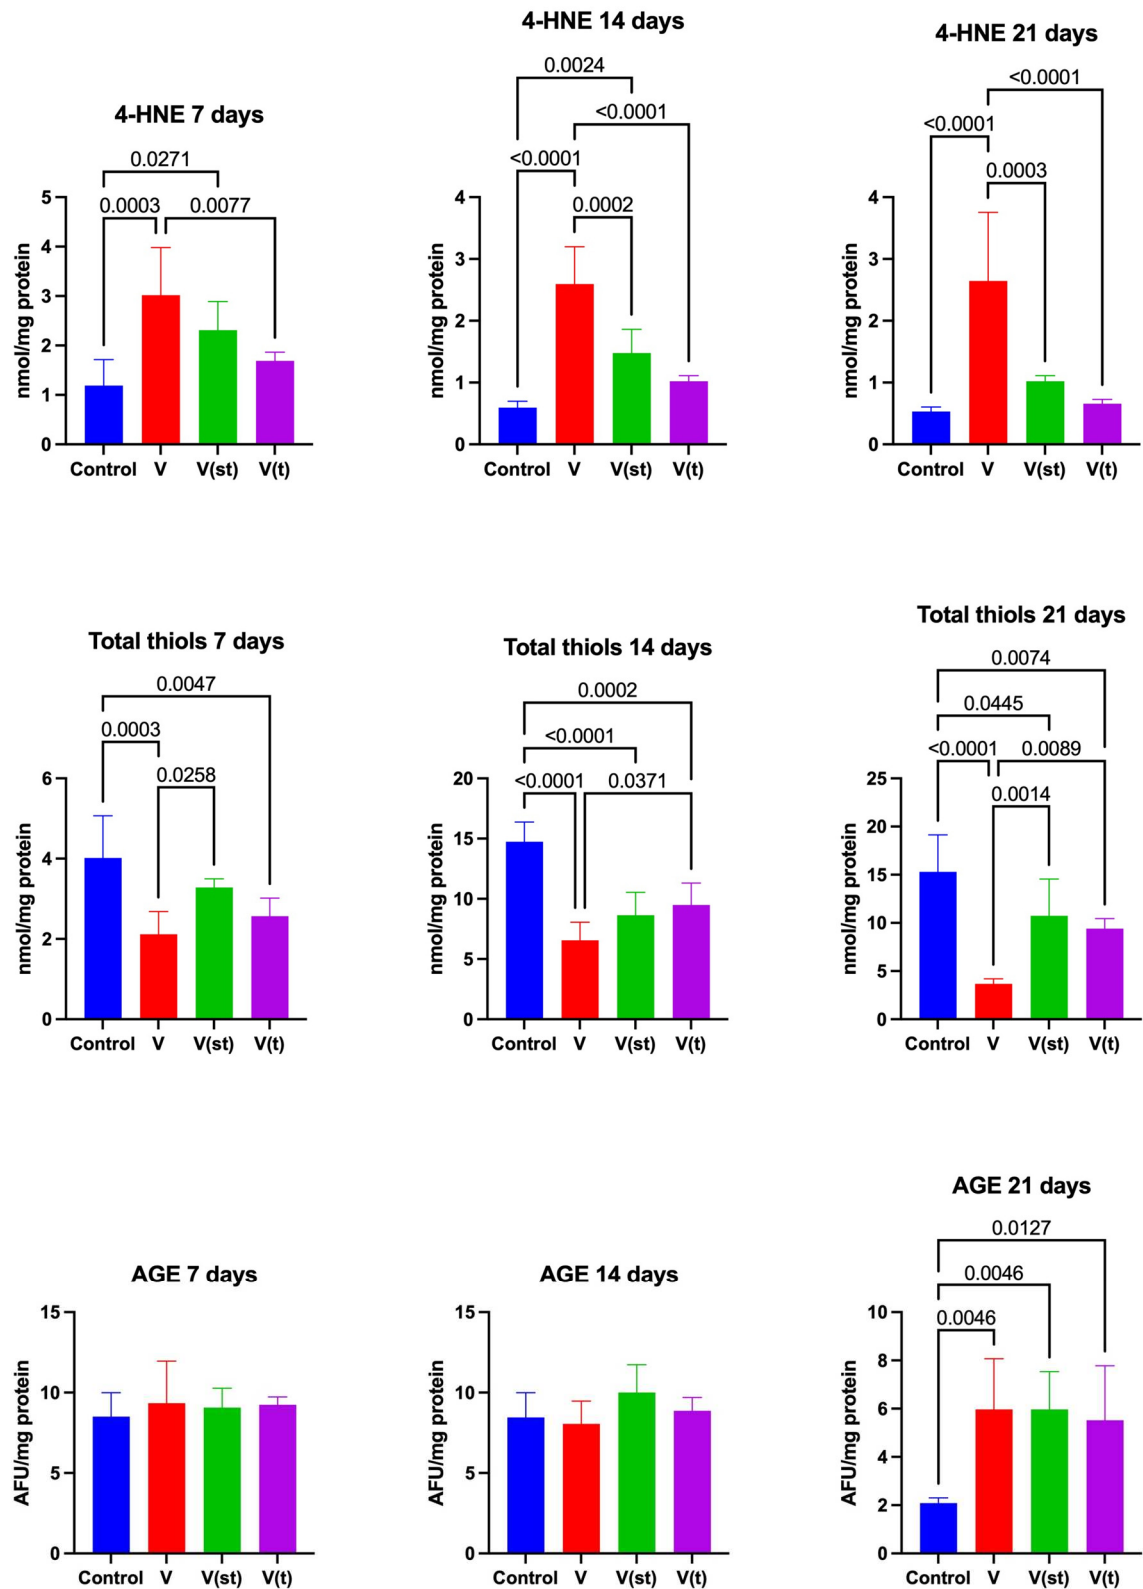 4-HNE 7 days
0.0271
0.0003
0.0077
nmol/mg protein
5
4
3
2
1
0
Control V V(st) V(t)
4-HNE 14 days
0.0024
<0.0001
<0.0001
0.0002
nmol/mg protein
4
3
2
1
0
Control V V(st) V(t)
4-HNE 21 days
<0.0001
<0.0001
0.0003
nmol/mg protein
4
3
2
1
0
Control V V(st) V(t)
Total thiols 7 days
0.0047
0.0003
0.0258
nmol/mg protein
6
4
2
0
Control V V(st) V(t)
Total thiols 14 days
0.0002
<0.0001
<0.0001 0.0371
nmol/mg protein
20
15
10
5
0
Control V V(st) V(t)
Total thiols 21 days
0.0074
0.0445
<0.0001 0.0089
0.0014
nmol/mg protein
25
20
15
10
5
0
Control V V(st) V(t)
AGE 7 days
AFU/mg protein
15
10
5
0
Control V V(st) V(t)
AGE 14 days
AFU/mg protein
15
10
5
0
Control V V(st) V(t)
AGE 21 days
0.0127
0.0046
0.0046
AFU/mg protein
10
8
6
4
2
0
Control V V(st) V(t)